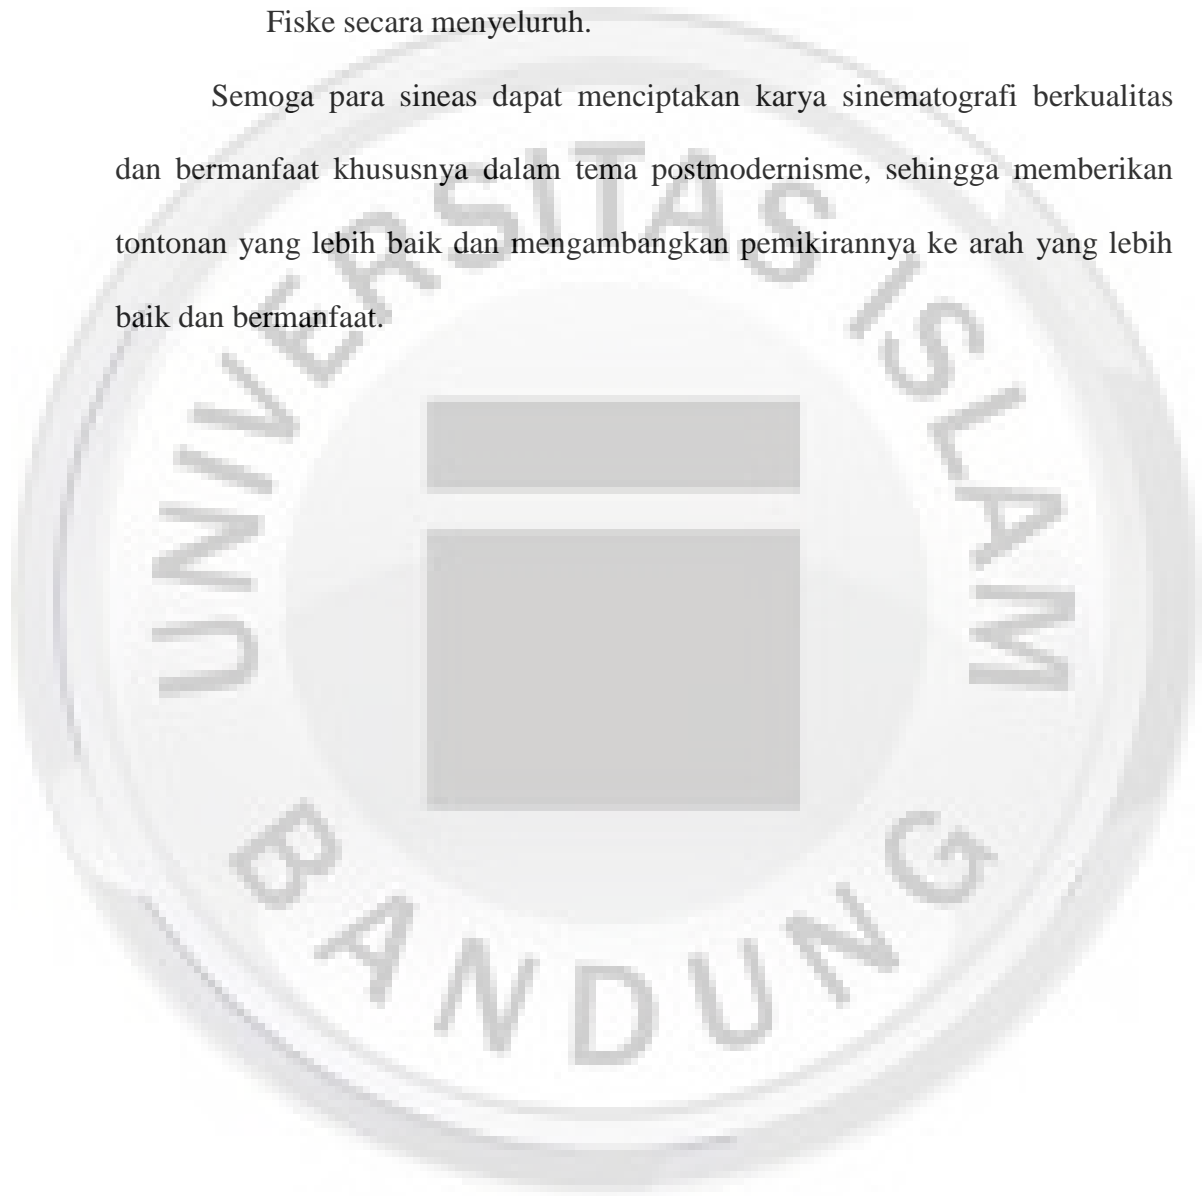 Fiske secara menyeluruh.
Semoga para sineas dapat menciptakan karya sinematografi berkualitas
dan bermanfaat khususnya dalam tema postmodernisme, sehingga memberikan
tontonan yang lebih baik dan mengambangkan pemikirannya ke arah yang lebih
baik dan bermanfaat.
UNIVERSITAS ISLAM
BANDUNG